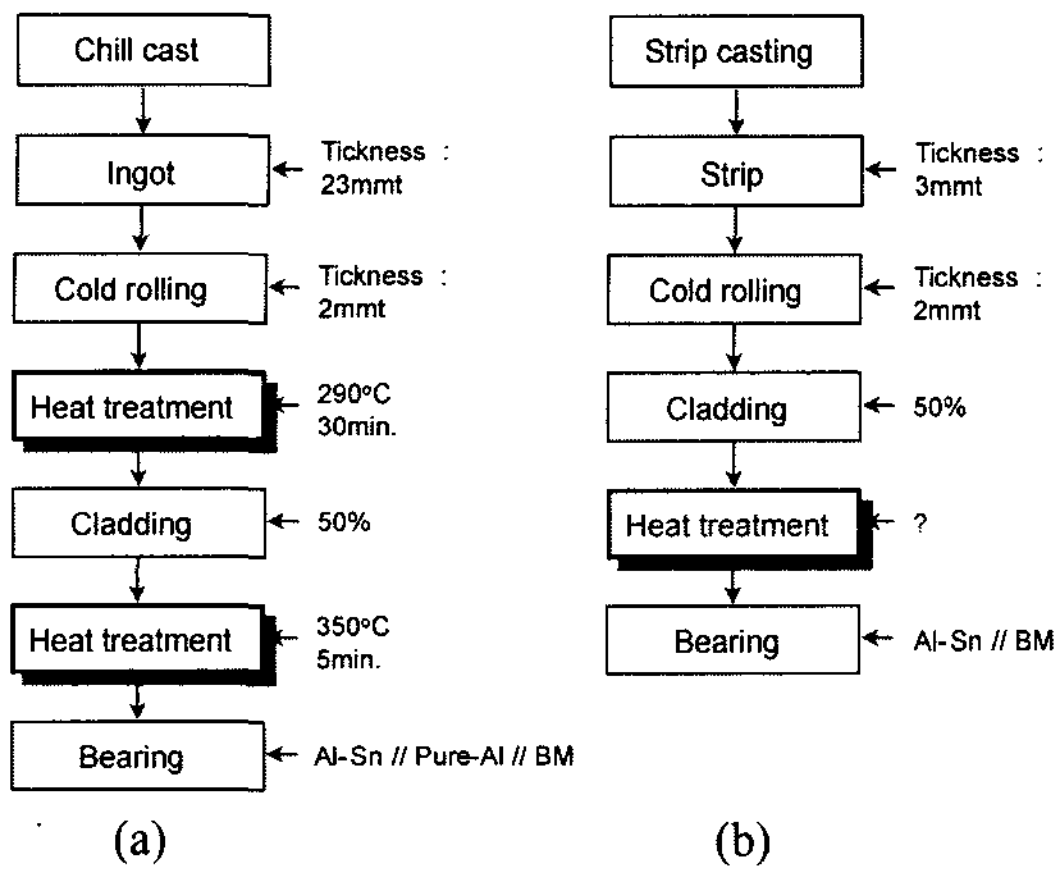 Chill cast
Ingot
Tickness :
23mmt
Cold rolling
Tickness :
2mmt
Heat treatment
290°C
30min.
Cladding
50%
Heat treatment
350°C
5min.
Bearing
Al-Sn // Pure-Al // BM
(a)
Strip casting
Strip
Tickness :
3mmt
Cold rolling
Tickness :
2mmt
Cladding
50%
Heat treatment
?
Bearing
Al-Sn // BM
(b)